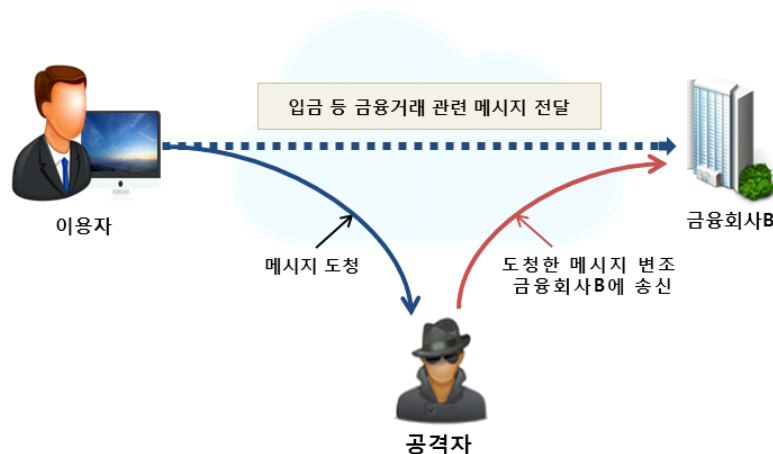 입금 등 금융거래 관련 메시지 전달
이용자
금융회사B
메시지 도청
도청한 메시지 변조
금융회사B에 송신
공격자